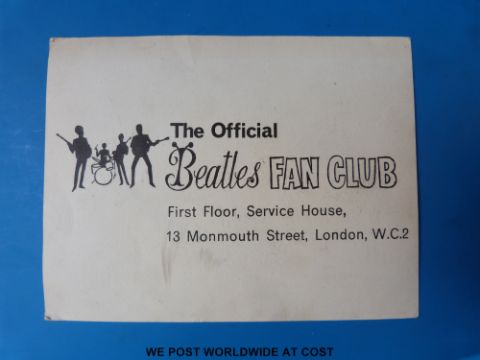 The Official
Beatles FAN CLUB
First Floor, Service House,
13 Monmouth Street, London, W.C.2
WE POST WORLDWIDE AT COST